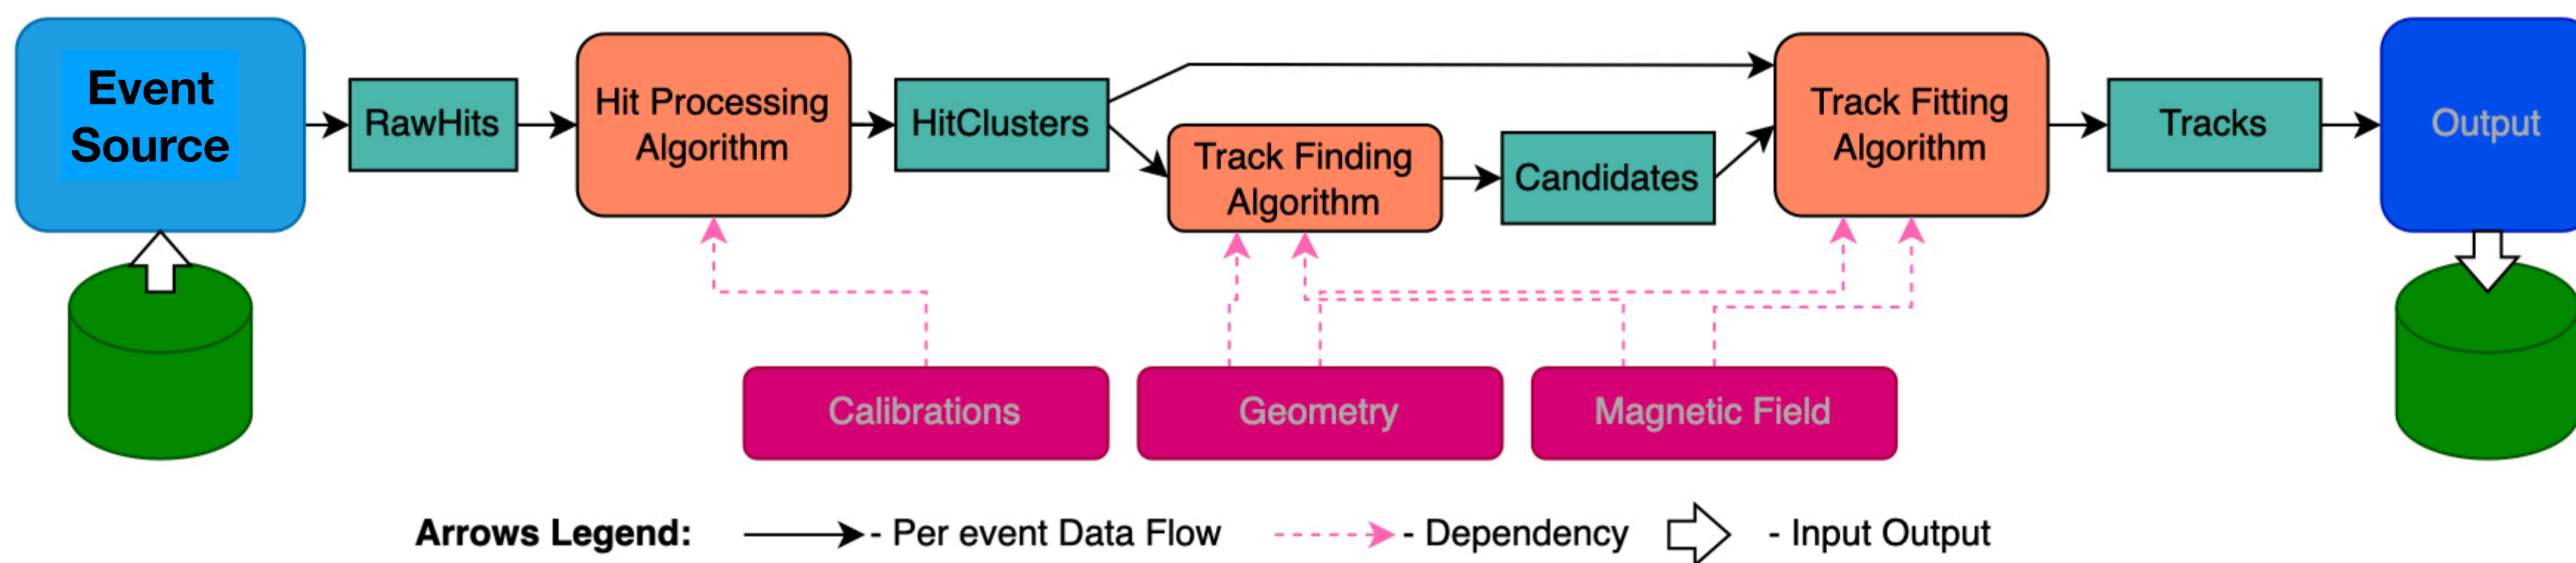 Event
Source
RawHits
Hit Processing
Algorithm
HitClusters
Track Finding
Algorithm
Candidates
Track Fitting
Algorithm
Tracks
Output
Calibrations
Geometry
Magnetic Field
Arrows Legend: - Per event Data Flow - Dependency - Input Output